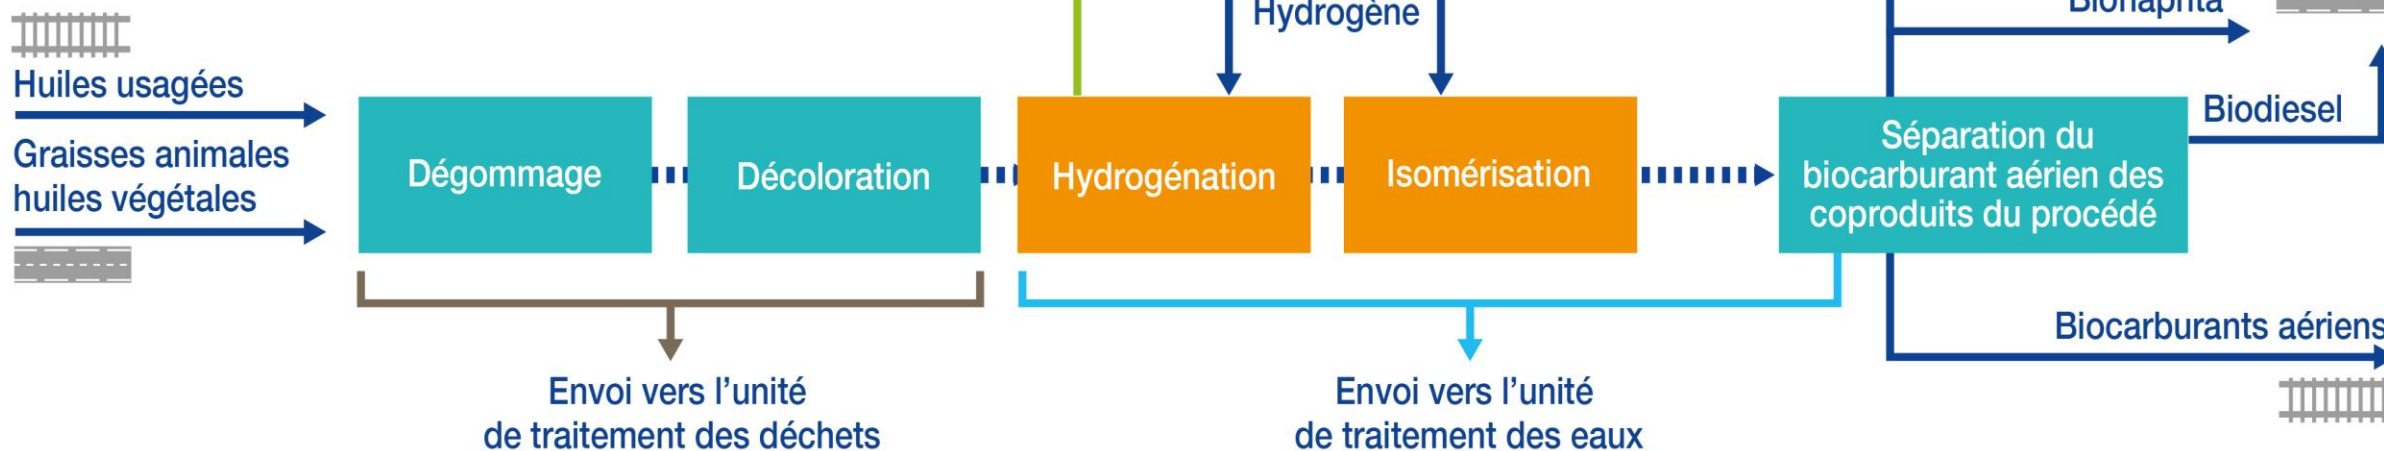 Hydrogène
Bionaphta
Huiles usagées
Graisses animales
huiles végétales
Dégommage
Décoloration
Hydrogénation
Isomérisation
Séparation du
biocarburant aérien des
coproduits du procédé
Biodiesel
Biocarburants aériens
Envoi vers l'unité
de traitement des déchets
Envoi vers l'unité
de traitement des eaux